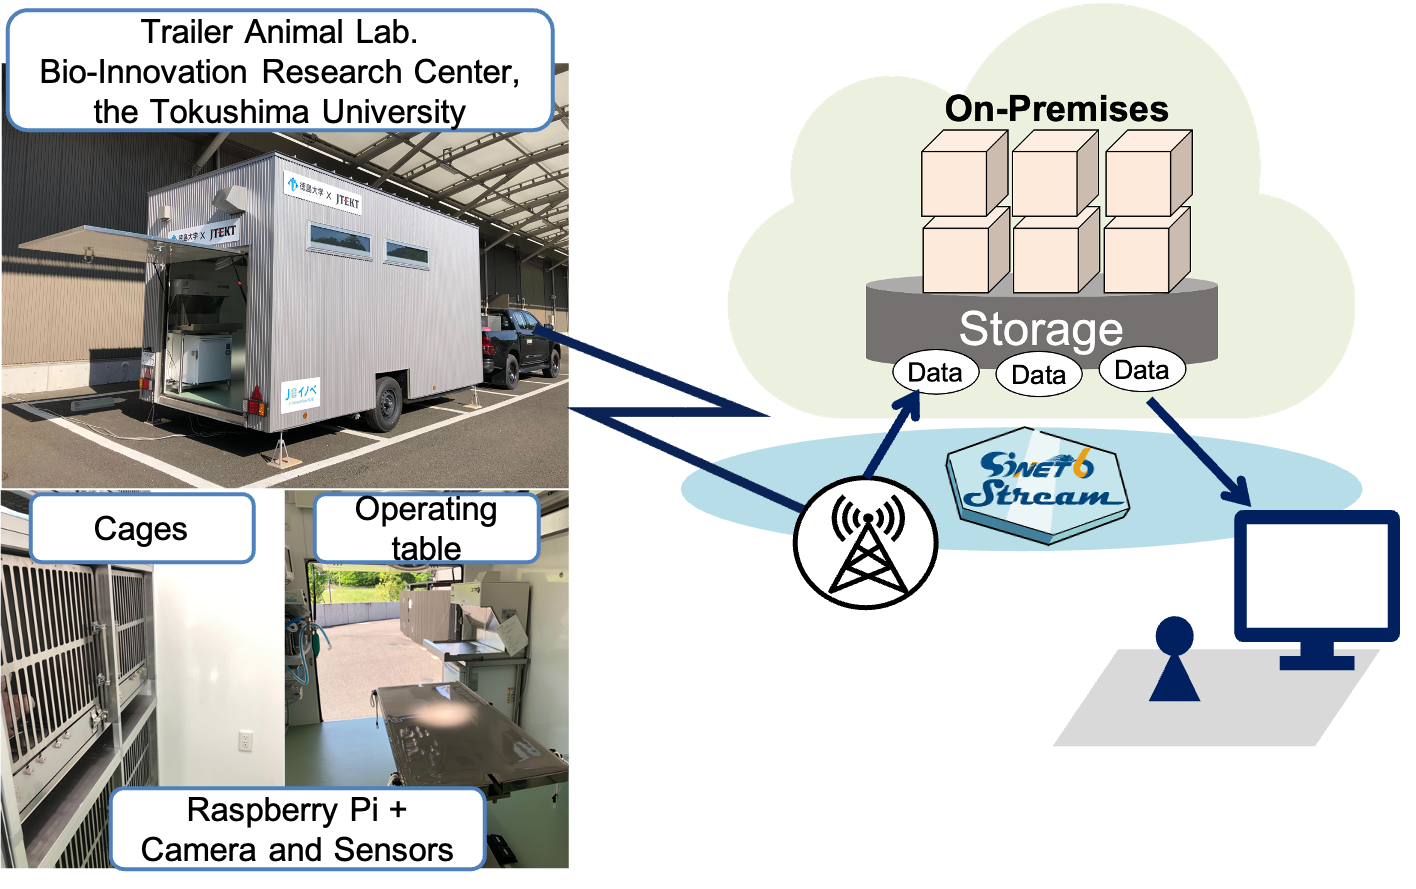 Trailer Animal Lab.
Bio-Innovation Research Center,
the Tokushima University
徳島大学 × JTEKT
徳島大学 × JTEKT
イノベ
Cages
Operating
table
Raspberry Pi +
Camera and Sensors
On-Premises
Storage
Data
Data
Data
SINET6
Stream